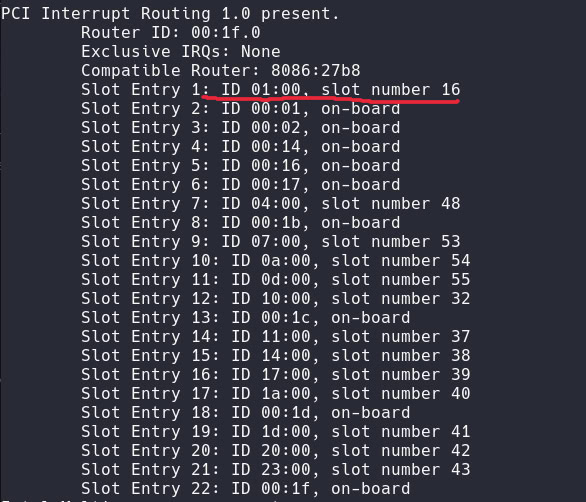 PCI Interrupt Routing 1.0 present.
Router ID: 00:1f.0
Exclusive IRQs: None
Compatible Router: 8086:27b8
Slot Entry 1: ID 01:00, slot number 16
Slot Entry 2: ID 00:01, on-board
Slot Entry 3: ID 00:02, on-board
Slot Entry 4: ID 00:14, on-board
Slot Entry 5: ID 00:16, on-board
Slot Entry 6: ID 00:17, on-board
Slot Entry 7: ID 04:00, slot number 48
Slot Entry 8: ID 00:1b, on-board
Slot Entry 9: ID 07:00, slot number 53
Slot Entry 10: ID 0a:00, slot number 54
Slot Entry 11: ID 0d:00, slot number 55
Slot Entry 12: ID 10:00, slot number 32
Slot Entry 13: ID 00:1c, on-board
Slot Entry 14: ID 11:00, slot number 37
Slot Entry 15: ID 14:00, slot number 38
Slot Entry 16: ID 17:00, slot number 39
Slot Entry 17: ID 1a:00, slot number 40
Slot Entry 18: ID 00:1d, on-board
Slot Entry 19: ID 1d:00, slot number 41
Slot Entry 20: ID 20:00, slot number 42
Slot Entry 21: ID 23:00, slot number 43
Slot Entry 22: ID 00:1f, on-board